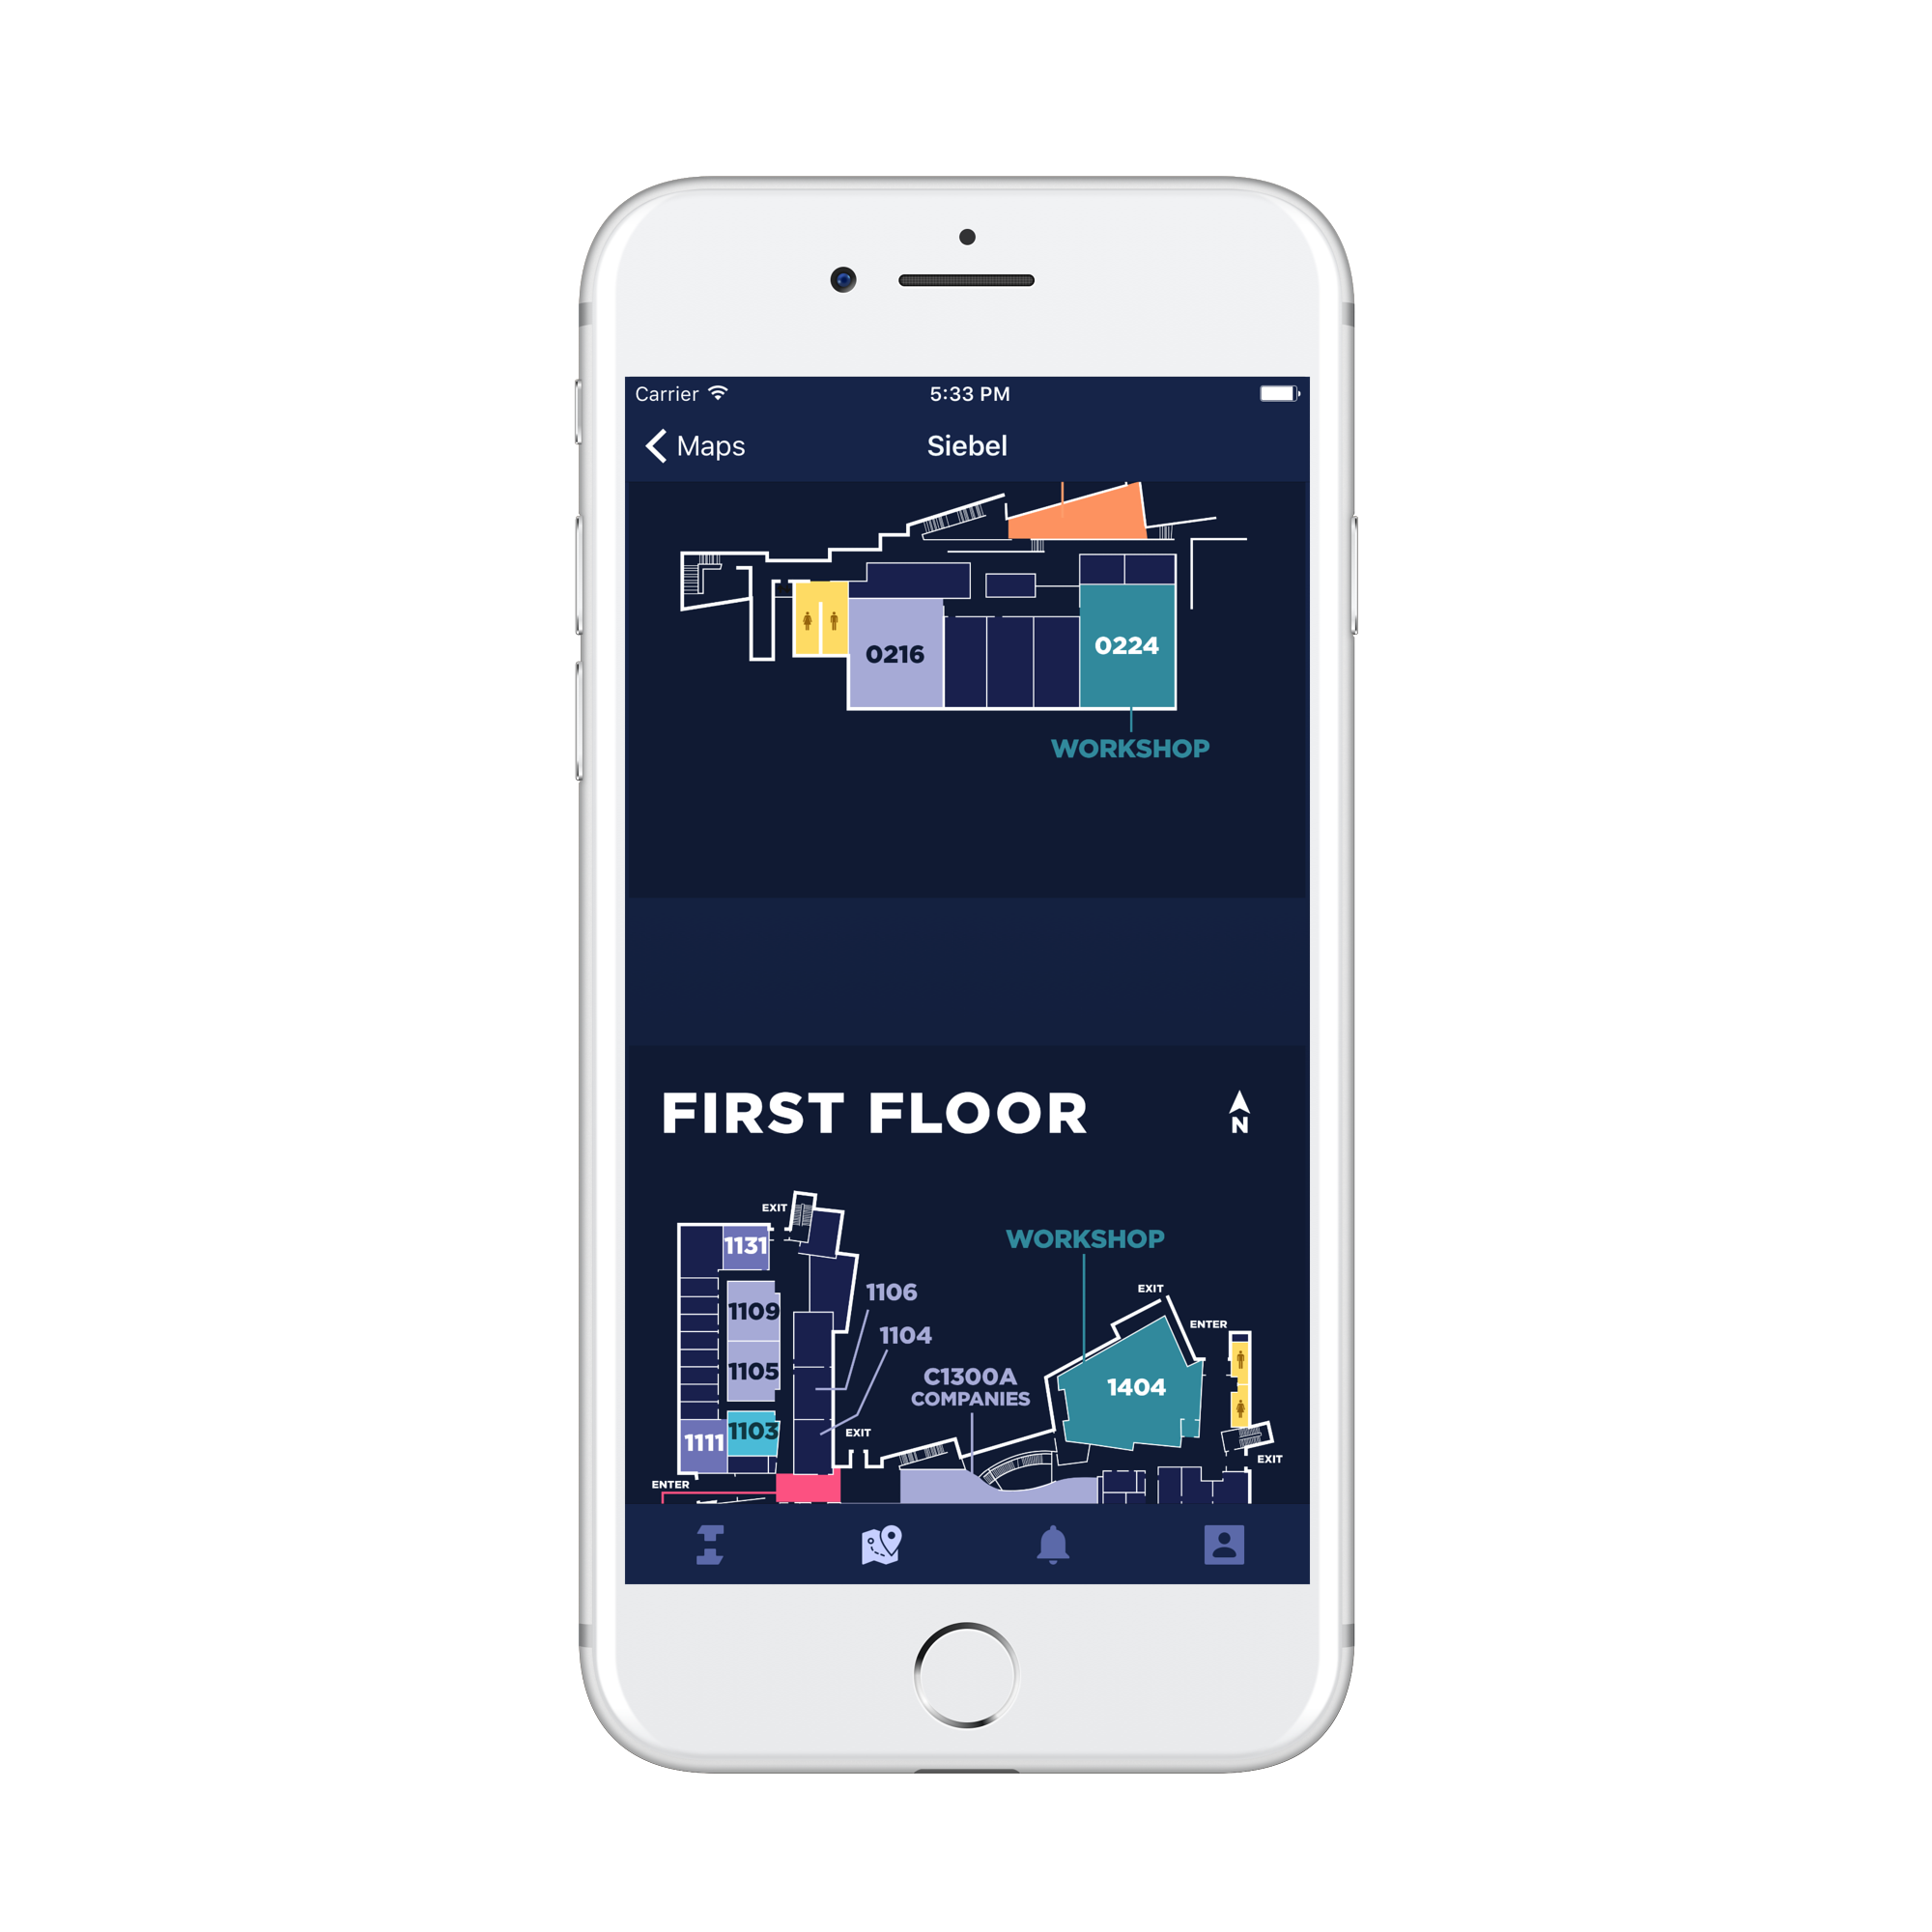 Carrier 5:33 PM
Maps Siebel
0216
0224
WORKSHOP
FIRST FLOOR
N
EXIT
WORKSHOP
1131
EXIT
1106
1109
ENTER
1104
1105
C1300A
COMPANIES
1404
1103
1111
EXIT
EXIT
ENTER